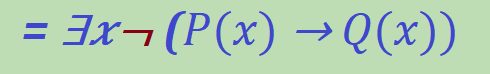 = ∃x¬ (P(x) → Q(x))